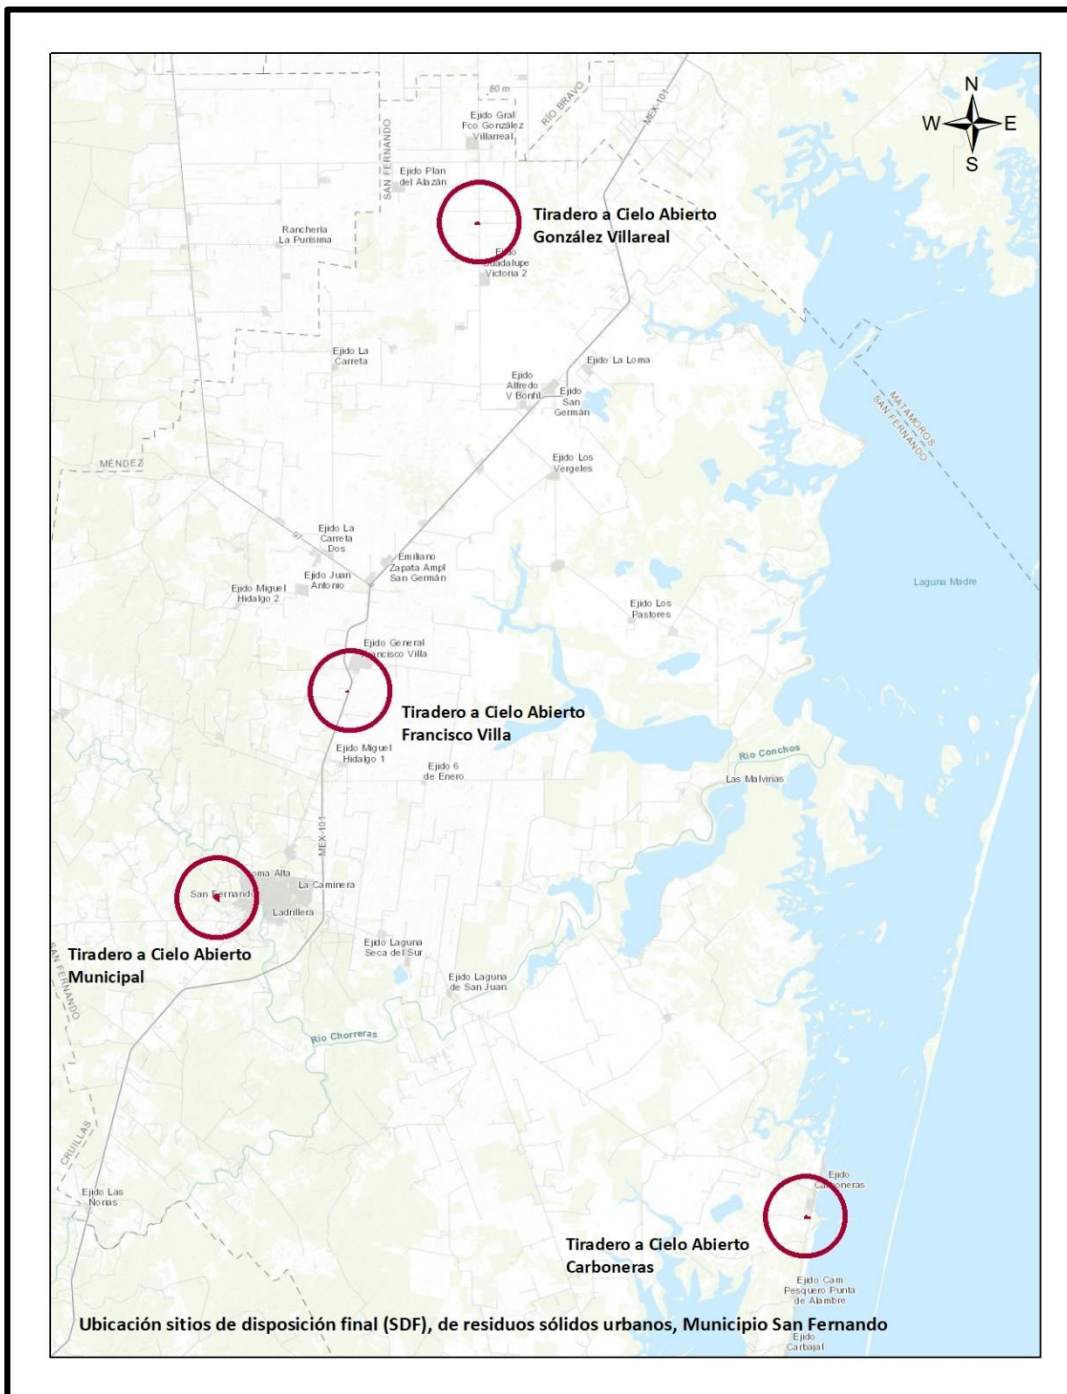 80 m
RÍO BRAVO
MEX-101
N
W
E
S
Ejido Gral
Fco González
Villarreal
SAN FERNANDO
Ejido Plan
del Alazán
Tiradero a Cielo Abierto
González Villareal
Ranchería
La Purísima
Ejido
Guadalupe
Victoria 2
Ejido La
Carreta
Ejido La Loma
Ejido
Alfredo
V Bonfil
Ejido
San
Germán
MATAMOROS
SAN FERNANDO
MÉNDEZ
Ejido Los
Vergeles
97
Ejido La
Carreta
Dos
Emiliano
Zapata Ampl
San Germán
Ejido Juan
Antonio
Ejido Miguel
Hidalgo 2
Laguna Madre
Ejido Los
Pastores
Ejido General
Francisco Villa
Tiradero a Cielo Abierto
Francisco Villa
Ejido Miguel
Hidalgo 1
Ejido 6
de Enero
Río Conchos
Las Malvinas
MEX-101
Loma Alta
San Fernando
La Caminera
Ladrillera
Tiradero a Cielo Abierto
Municipal
Ejido Laguna
Seca del Sur
Ejido Laguna
de San Juan
SAN FERNANDO
Río Chorreras
CRUILLAS
Ejido Las
Norias
Ejido
Carboneras
Tiradero a Cielo Abierto
Carboneras
Ejido Cam
Pesquero Punta
de Alambre
Ubicación sitios de disposición final (SDF), de residuos sólidos urbanos, Municipio San Fernando
Ejido
Carbajal